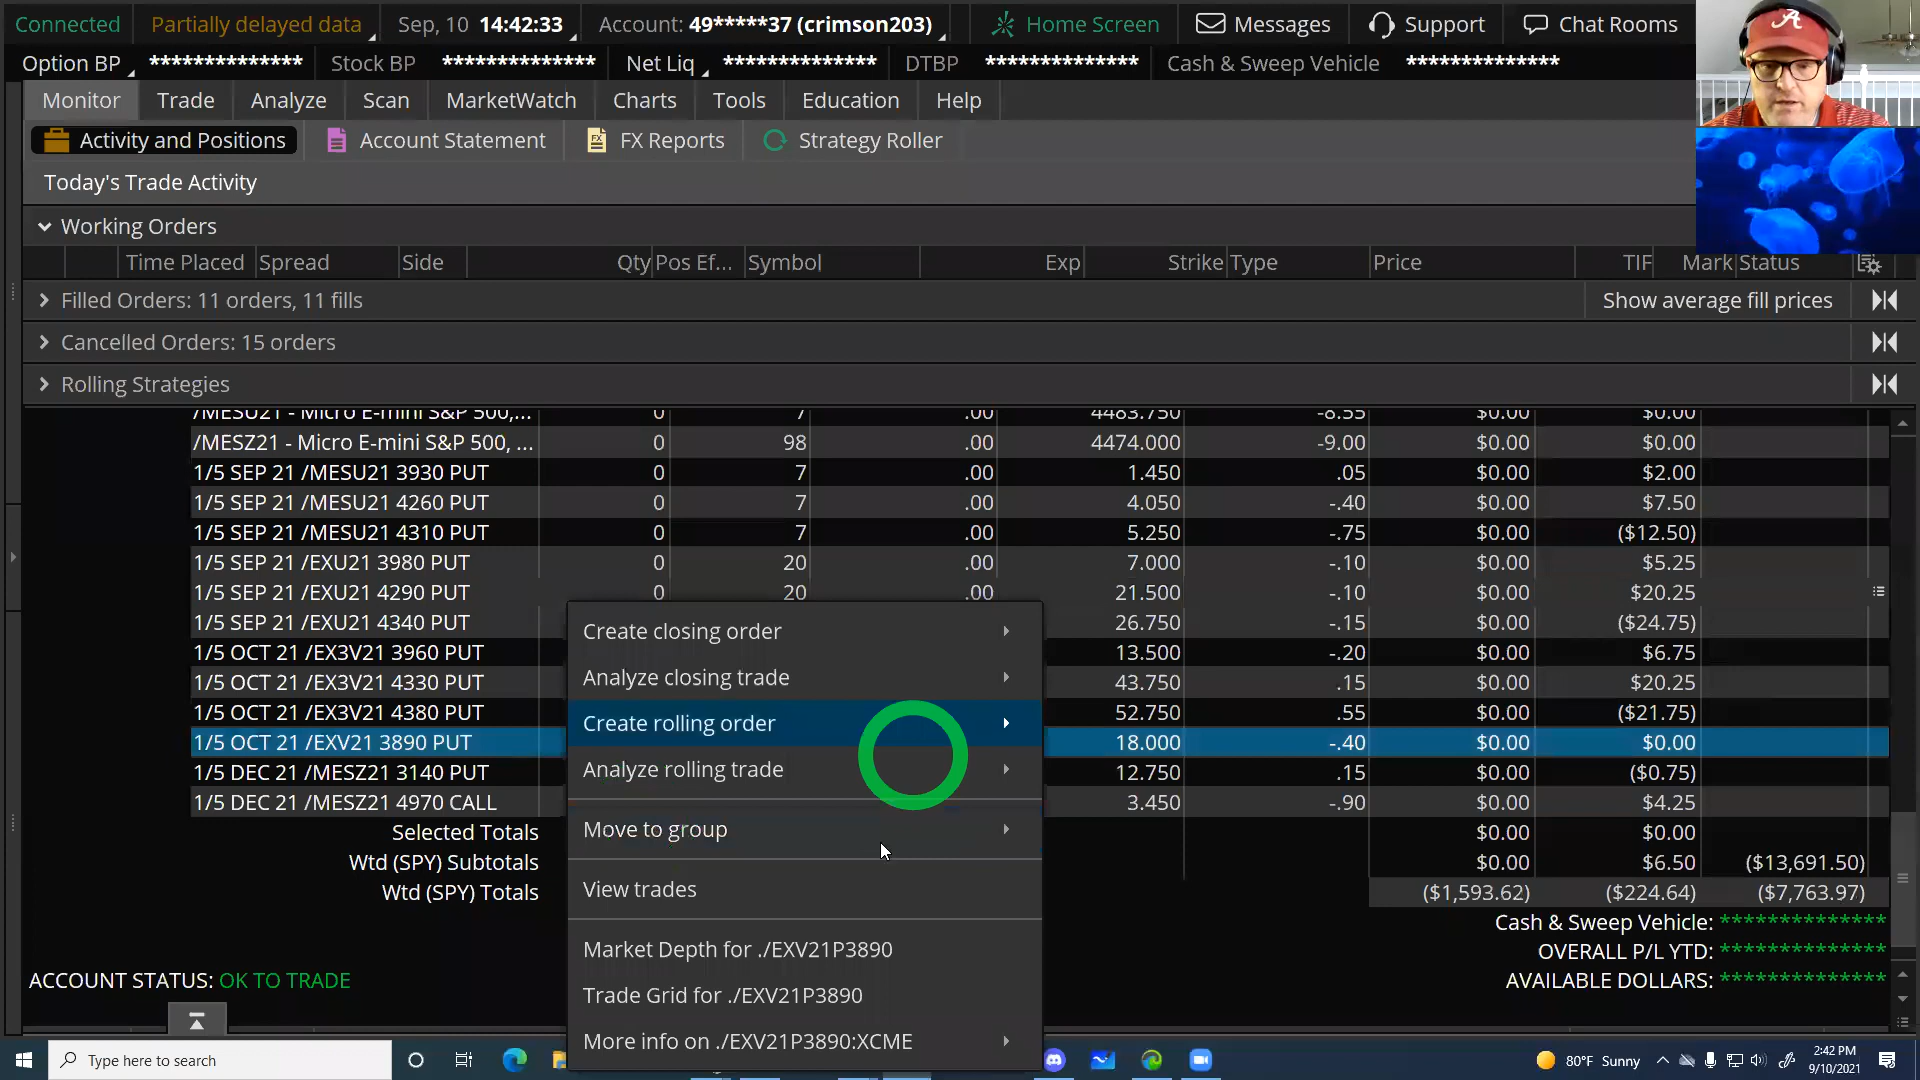 Connected Partially delayed data Sep, 10 14:42:33 Account: 49*****37 (crimson203) Home Screen Messages Support Chat Rooms
Option BP ************** Stock BP ************** Net Liq ************** DTBP ************** Cash & Sweep Vehicle **************
Monitor Trade Analyze Scan MarketWatch Charts Tools Education Help
Activity and Positions Account Statement FX Reports Strategy Roller
Today's Trade Activity
Working Orders
Time Placed Spread Side Qty Pos Ef... Symbol Exp Strike Type Price TIF Mark Status
Filled Orders: 11 orders, 11 fills Show average fill prices
Cancelled Orders: 15 orders
Rolling Strategies
/MESU21 - Micro E-mini S&P 500,... 0 7 .00 4483.750 -8.55 $0.00 $0.00
/MESZ21 - Micro E-mini S&P 500, ... 0 98 .00 4474.000 -9.00 $0.00 $0.00
1/5 SEP 21 /MESU21 3930 PUT 0 7 .00 1.450 .05 $0.00 $2.00
1/5 SEP 21 /MESU21 4260 PUT 0 7 .00 4.050 -.40 $0.00 $7.50
1/5 SEP 21 /MESU21 4310 PUT 0 7 .00 5.250 -.75 $0.00 ($12.50)
1/5 SEP 21 /EXU21 3980 PUT 0 20 .00 7.000 -.10 $0.00 $5.25
1/5 SEP 21 /EXU21 4290 PUT 0 20 .00 21.500 -.10 $0.00 $20.25
1/5 SEP 21 /EXU21 4340 PUT 26.750 -.15 $0.00 ($24.75)
1/5 OCT 21 /EX3V21 3960 PUT 13.500 -.20 $0.00 $6.75
1/5 OCT 21 /EX3V21 4330 PUT 43.750 .15 $0.00 $20.25
1/5 OCT 21 /EX3V21 4380 PUT 52.750 .55 $0.00 ($21.75)
1/5 OCT 21 /EXV21 3890 PUT 18.000 -.40 $0.00 $0.00
1/5 DEC 21 /MESZ21 3140 PUT 12.750 .15 $0.00 ($0.75)
1/5 DEC 21 /MESZ21 4970 CALL 3.450 -.90 $0.00 $4.25
Selected Totals $0.00 $0.00
Wtd (SPY) Subtotals $0.00 $6.50 ($13,691.50)
Wtd (SPY) Totals ($1,593.62) ($224.64) ($7,763.97)
Create closing order
Analyze closing trade
Create rolling order
Analyze rolling trade
Move to group
View trades
Market Depth for ./EXV21P3890
Trade Grid for ./EXV21P3890
More info on ./EXV21P3890:XCME
Cash & Sweep Vehicle: **************
OVERALL P/L YTD: **************
AVAILABLE DOLLARS: **************
ACCOUNT STATUS: OK TO TRADE
Type here to search 80°F Sunny 2:42 PM
9/10/2021